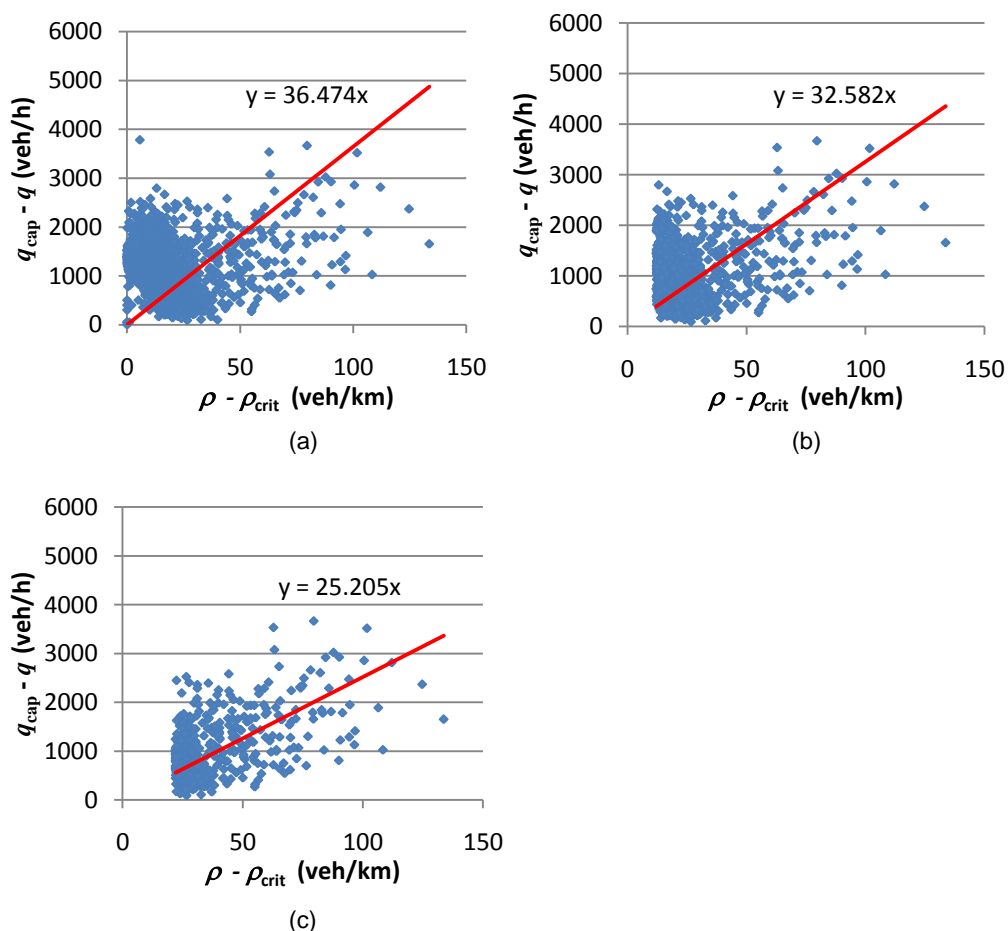 6000
5000
4000
3000
2000
1000
0
q_cap - q (veh/h)
y = 36.474x
0 50 100 150
ρ - ρ_crit (veh/km)
(a)
6000
5000
4000
3000
2000
1000
0
q_cap - q (veh/h)
y = 32.582x
0 50 100 150
ρ - ρ_crit (veh/km)
(b)
6000
5000
4000
3000
2000
1000
0
q_cap - q (veh/h)
y = 25.205x
0 50 100 150
ρ - ρ_crit (veh/km)
(c)